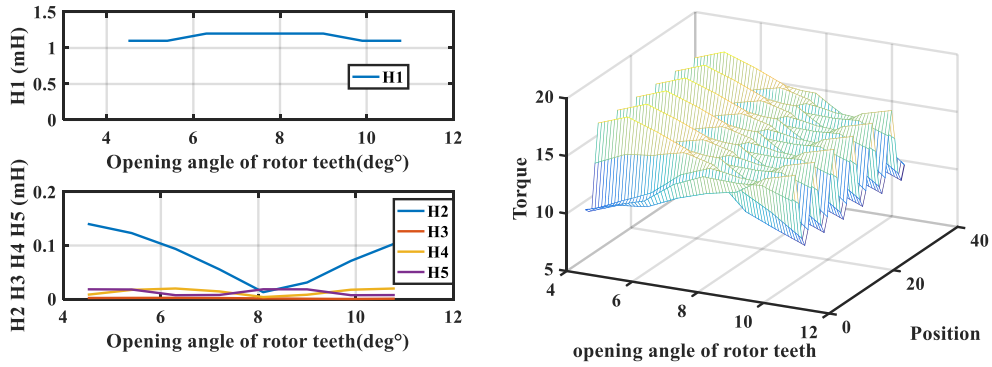 1.5
1
0.5
0
H1 (mH)
H1
4 6 8 10 12
Opening angle of rotor teeth(deg°)
0.2
0.1
0
H2 H3 H4 H5 (mH)
H2
H3
H4
H5
4 6 8 10 12
Opening angle of rotor teeth(deg°)
20
15
10
5
Torque
4 6 8 10 12
opening angle of rotor teeth
0 20 40
Position